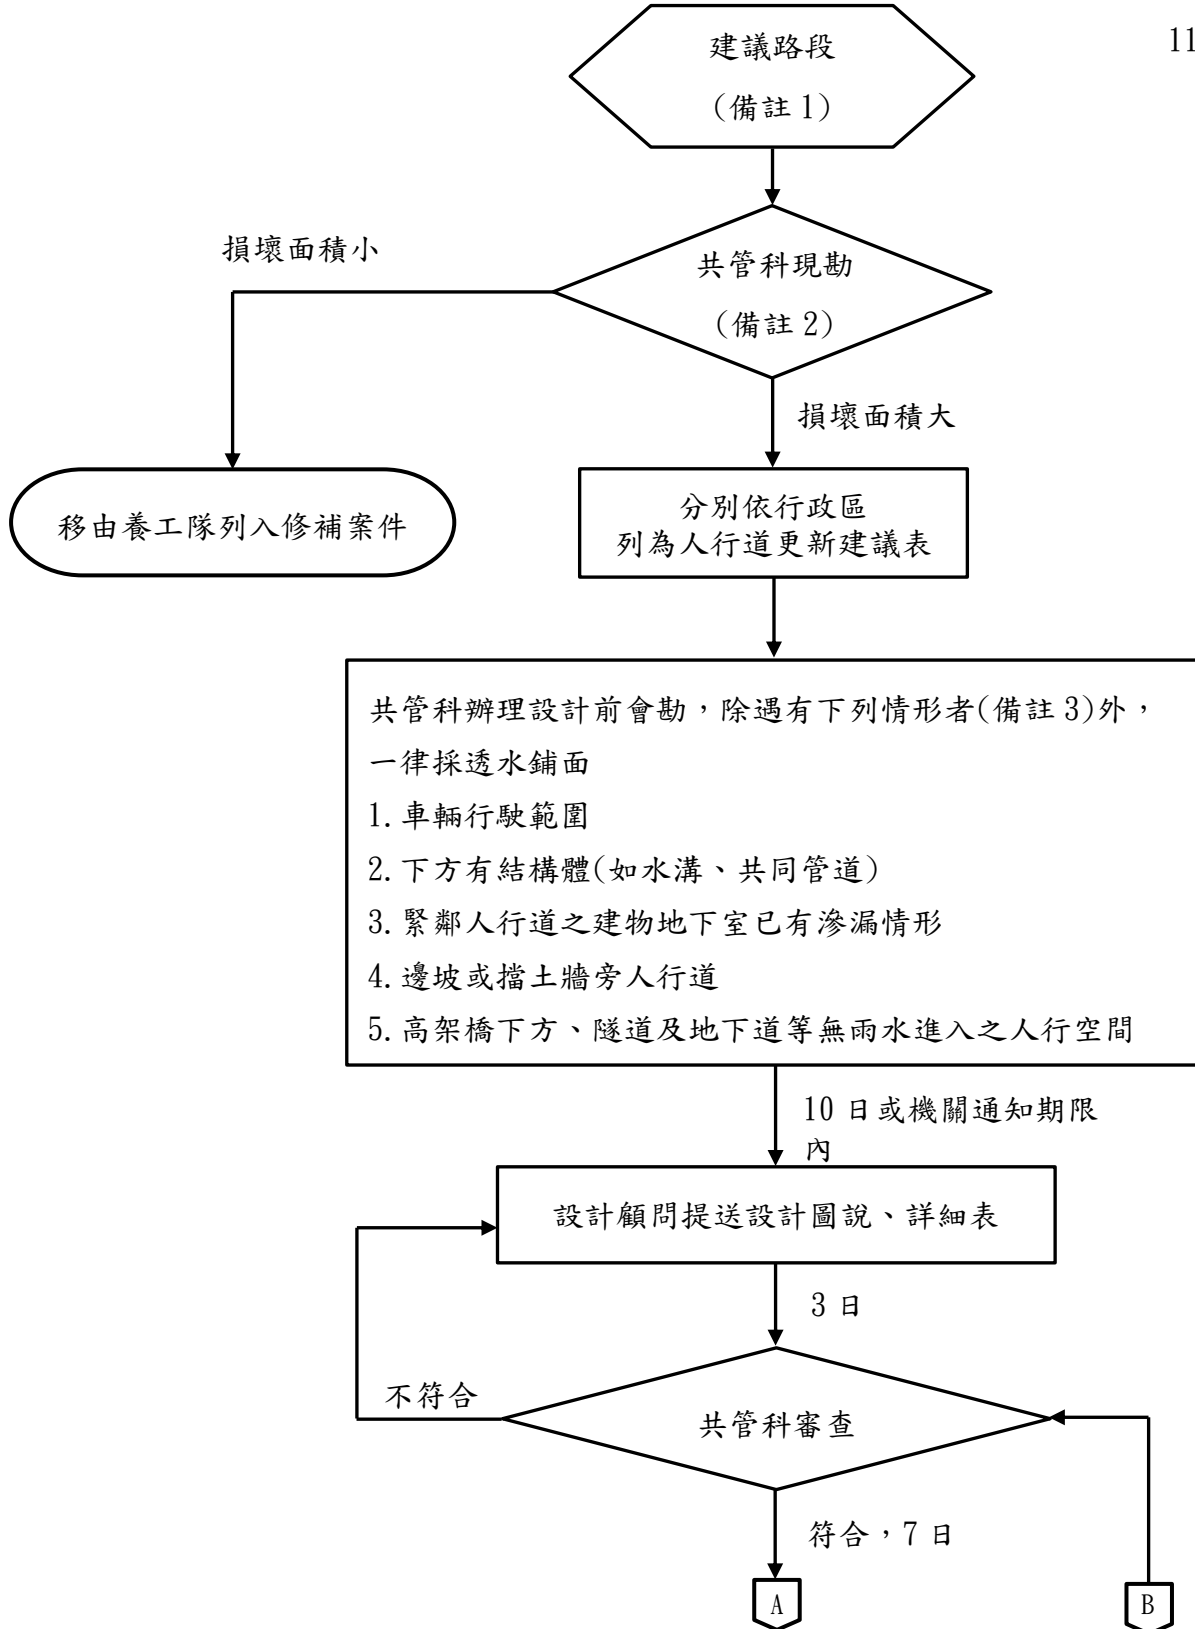 11
建議路段
(備註 1)
損壞面積小
共管科現勘
(備註 2)
損壞面積大
移由養工隊列入修補案件
分別依行政區
列為人行道更新建議表
共管科辦理設計前會勘，除遇有下列情形者(備註 3)外，
一律採透水鋪面
1.車輛行駛範圍
2.下方有結構體(如水溝、共同管道)
3.緊鄰人行道之建物地下室已有滲漏情形
4.邊坡或擋土牆旁人行道
5.高架橋下方、隧道及地下道等無雨水進入之人行空間
10 日或機關通知期限
內
設計顧問提送設計圖說、詳細表
3 日
不符合
共管科審查
符合，7 日
A
B